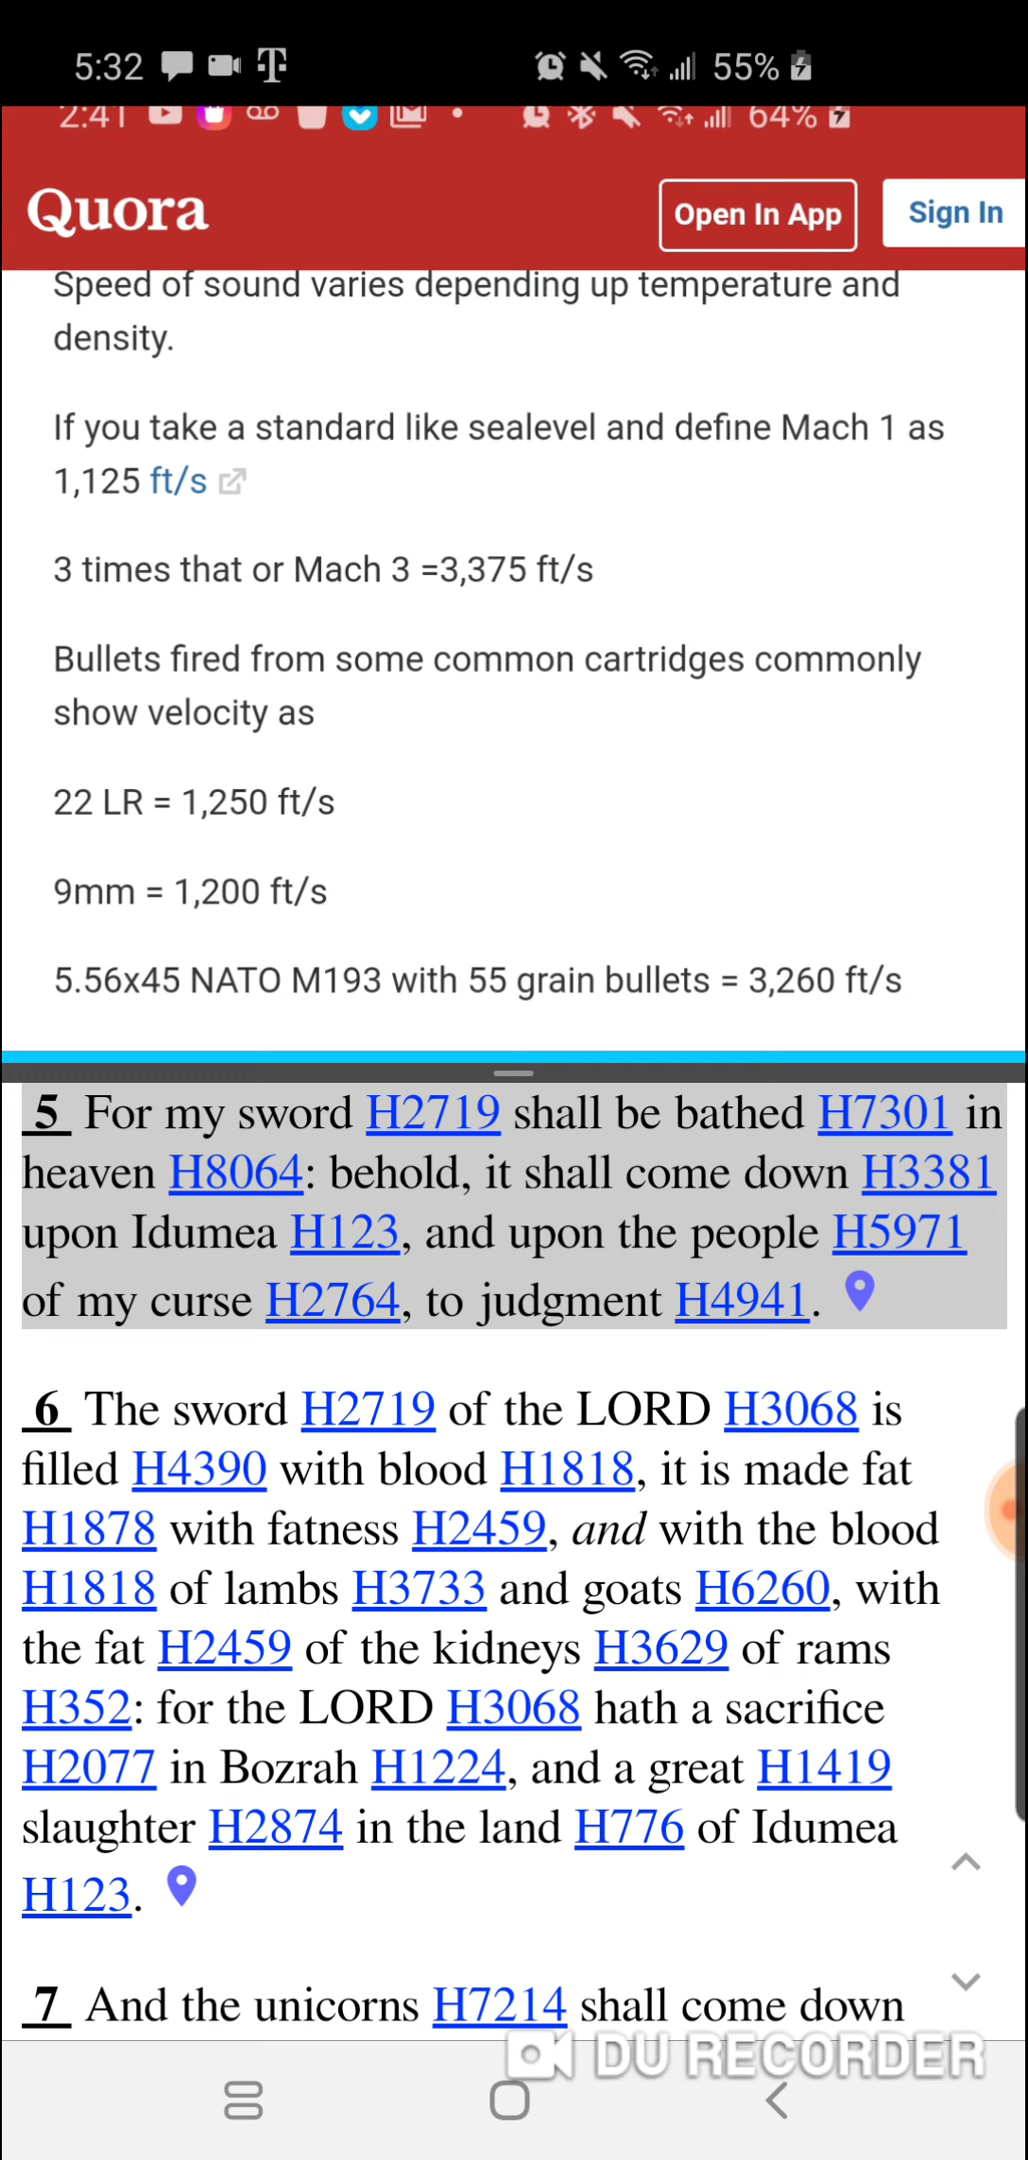 5:32 55%
2:41 64%
Quora Open In App Sign In
Speed of sound varies depending up temperature and
density.
If you take a standard like sealevel and define Mach 1 as
1,125 ft/s
3 times that or Mach 3 =3,375 ft/s
Bullets fired from some common cartridges commonly
show velocity as
22 LR = 1,250 ft/s
9mm = 1,200 ft/s
5.56x45 NATO M193 with 55 grain bullets = 3,260 ft/s
5 For my sword H2719 shall be bathed H7301 in
heaven H8064: behold, it shall come down H3381
upon Idumea H123, and upon the people H5971
of my curse H2764, to judgment H4941.
6 The sword H2719 of the LORD H3068 is
filled H4390 with blood H1818, it is made fat
H1878 with fatness H2459, and with the blood
H1818 of lambs H3733 and goats H6260, with
the fat H2459 of the kidneys H3629 of rams
H352: for the LORD H3068 hath a sacrifice
H2077 in Bozrah H1224, and a great H1419
slaughter H2874 in the land H776 of Idumea
H123.
7 And the unicorns H7214 shall come down
DU RECORDER